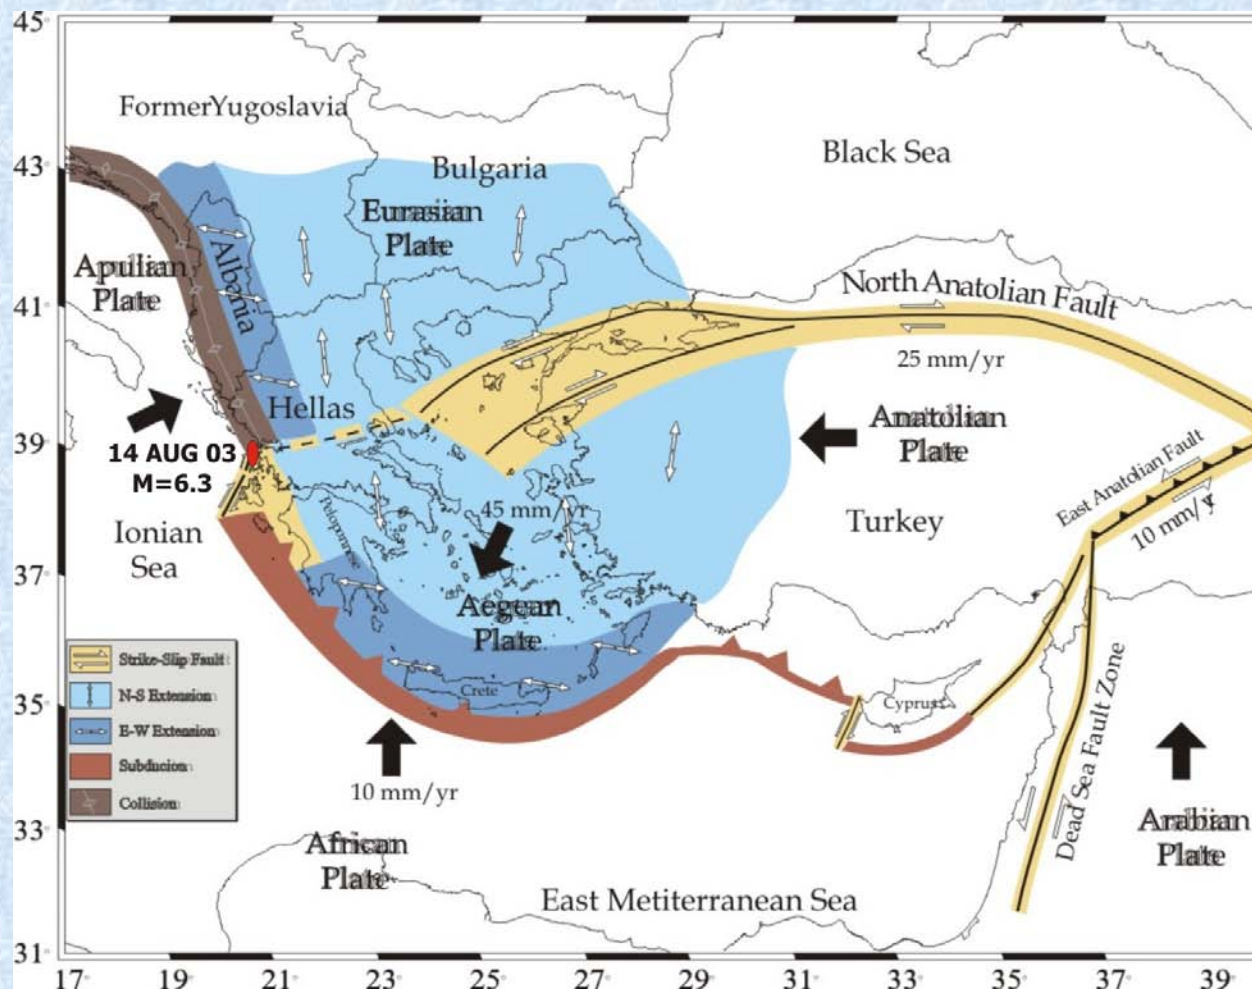 45°
43°
41°
39°
37°
35°
33°
31°
17°
19°
21°
23°
25°
27°
29°
31°
33°
35°
37°
39°
FormerYugoslavia
Bulgaria
Black Sea
Eurasian
Plate
Apulian
Plate
Albania
North Anatolian Fault
25 mm/yr
Hellas
Anatolian
Plate
14 AUG 03
M=6.3
East Anatolian Fault
10 mm/y
45 mm/yr
Turkey
Ionian
Sea
Peloponnese
Aegean
Plate
Crete
Cyprus
Dead Sea Fault Zone
10 mm/yr
African
Plate
Arabian
Plate
East Metiterranean Sea
Strike-Slip Fault
N-S Extension
E-W Extension
Subducion
Collision